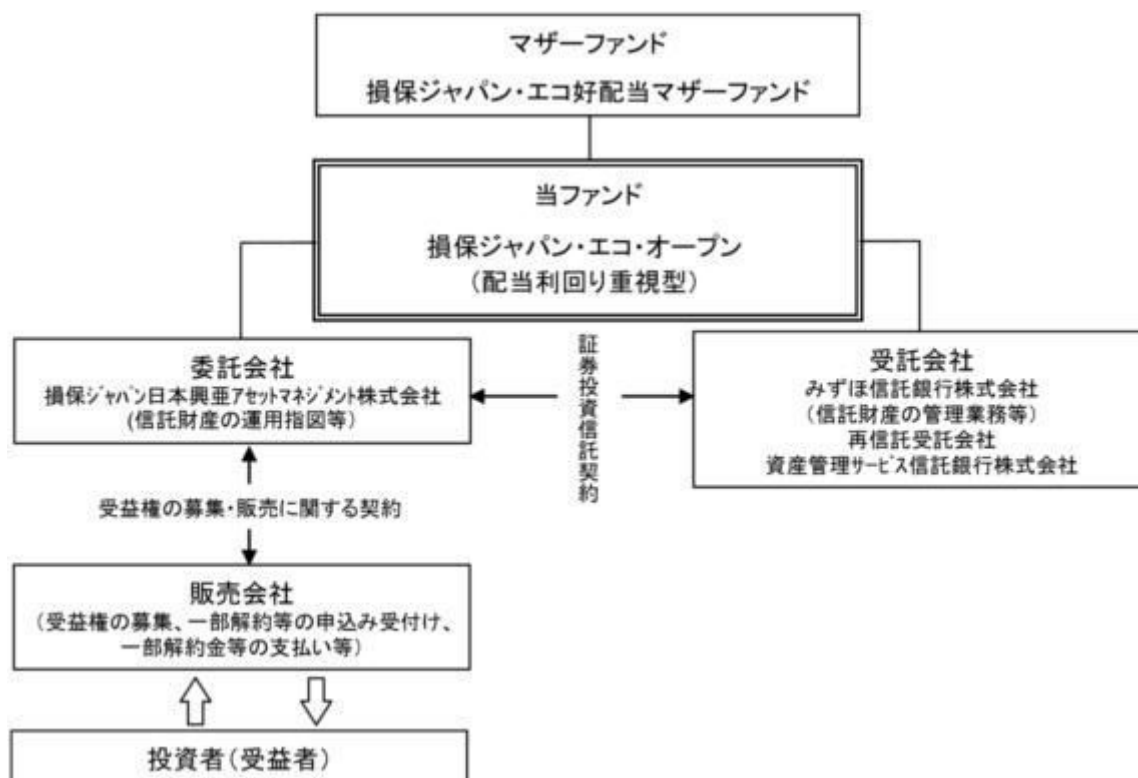 マザーファンド
損保ジャパン・エコ好配当マザーファンド
当ファンド
損保ジャパン・エコ・オープン
（配当利回り重視型）
委託会社
損保ジャパン日本興亜アセットマネジメント株式会社
(信託財産の運用指図等）
証券投資信託契約
受託会社
みずほ信託銀行株式会社
（信託財産の管理業務等）
再信託受託会社
資産管理サービス信託銀行株式会社
受益権の募集・販売に関する契約
販売会社
（受益権の募集、一部解約等の申込み受付け、
一部解約金等の支払い等）
投資者（受益者）